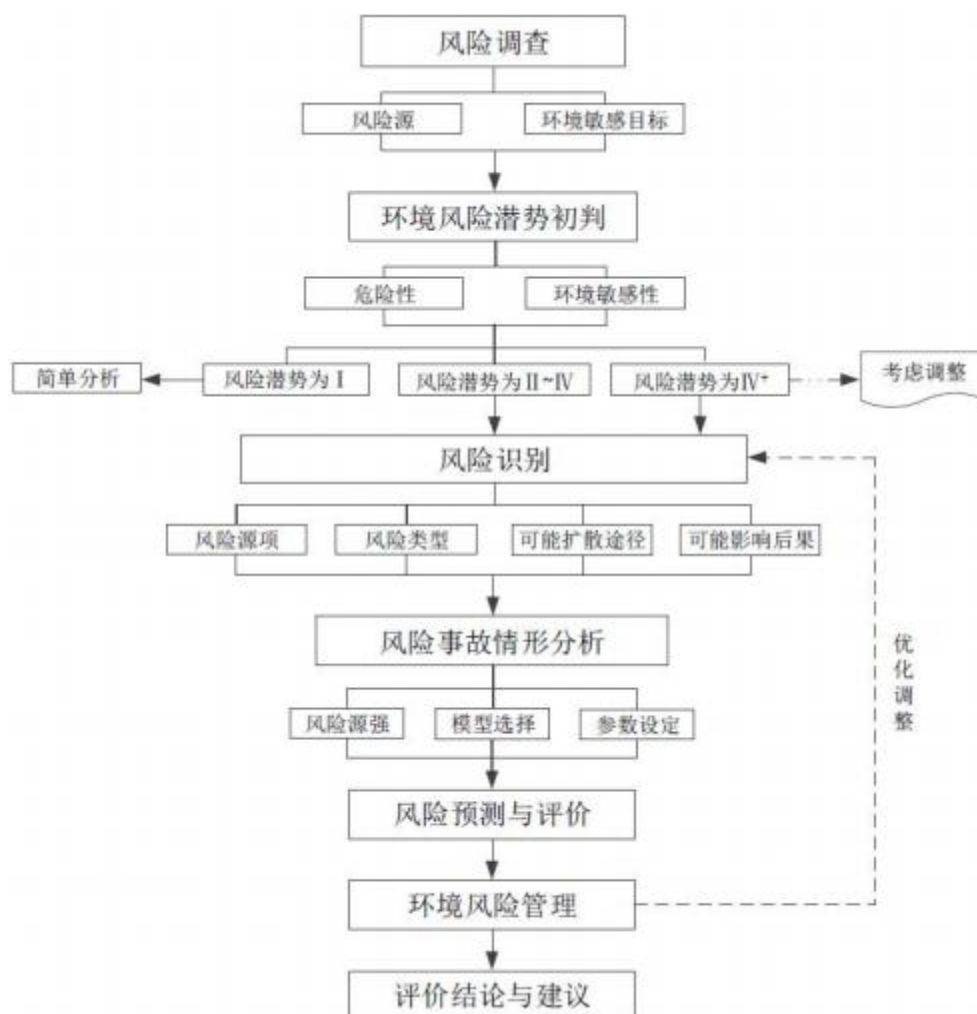 风险调查
风险源
环境敏感目标
环境风险潜势初判
危险性
环境敏感性
简单分析
风险潜势为Ⅰ
风险潜势为Ⅱ~Ⅳ
风险潜势为Ⅳ⁺
考虑调整
风险识别
风险源项
风险类型
可能扩散途径
可能影响后果
风险事故情形分析
优化调整
风险源强
模型选择
参数设定
风险预测与评价
环境风险管理
评价结论与建议